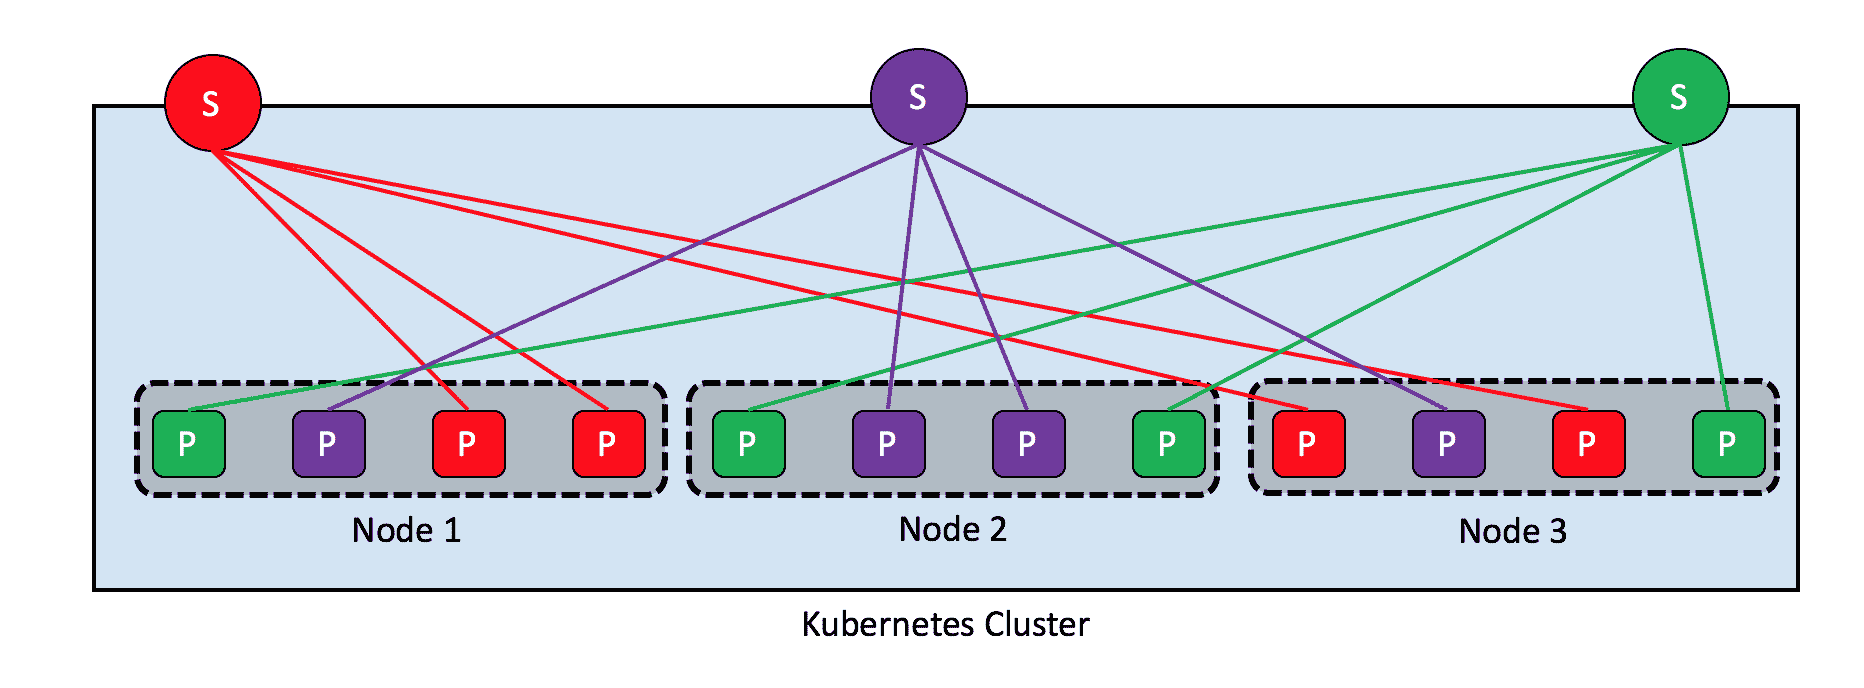 S
S
S
P P P P P P P P P P P P
Node 1
Node 2
Node 3
Kubernetes Cluster